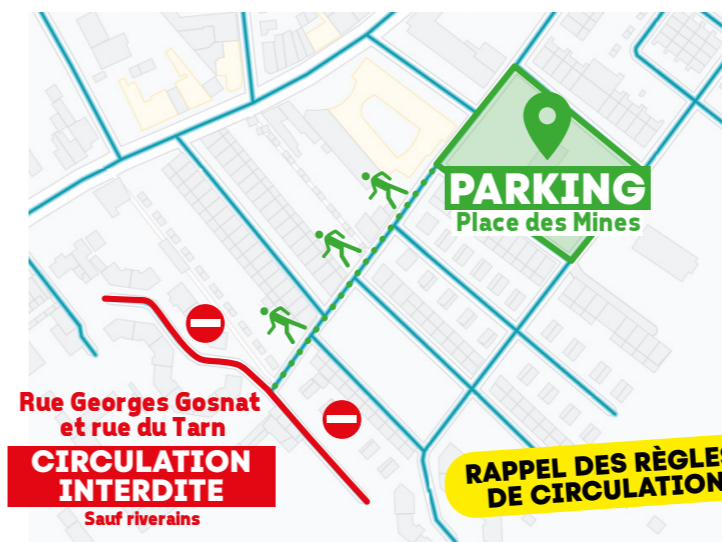 PARKING
Place des Mines
Rue Georges Gosnat
et rue du Tarn
CIRCULATION
INTERDITE
Sauf riverains
RAPPEL DES RÈGLES
DE CIRCULATION